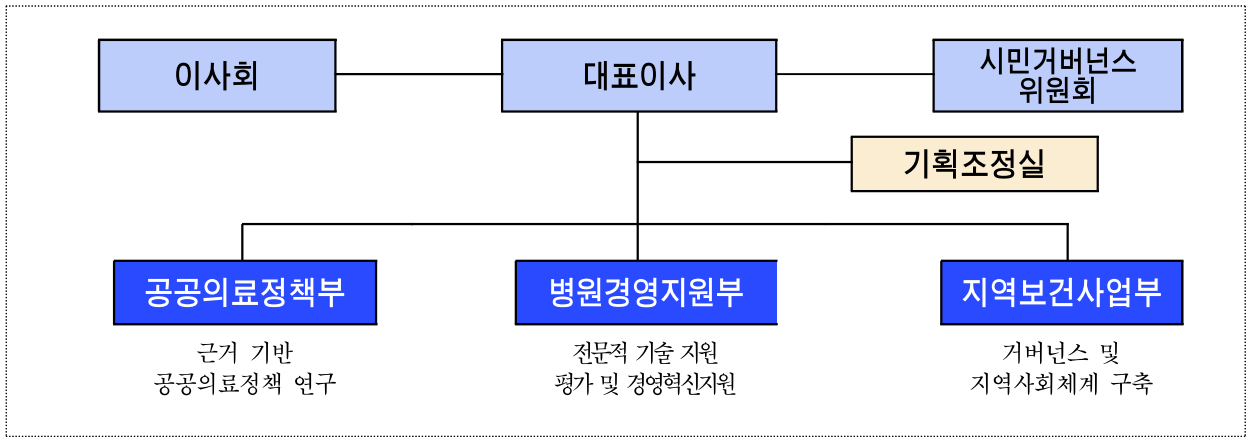 이사회
대표이사
시민거버넌스
위원회
기획조정실
공공의료정책부
병원경영지원부
지역보건사업부
근거 기반
공공의료정책 연구
전문적 기술 지원
평가 및 경영혁신지원
거버넌스 및
지역사회체계 구축